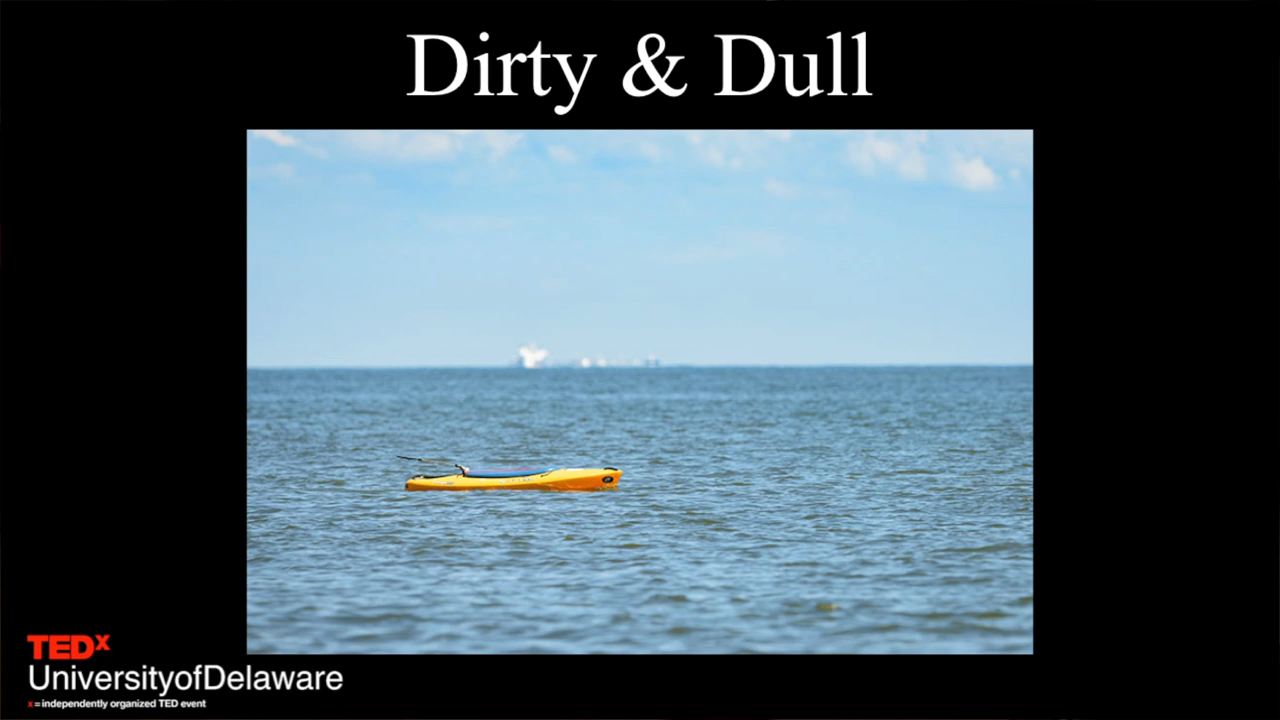 Dirty & Dull
TEDx
UniversityofDelaware
x = independently organized TED event